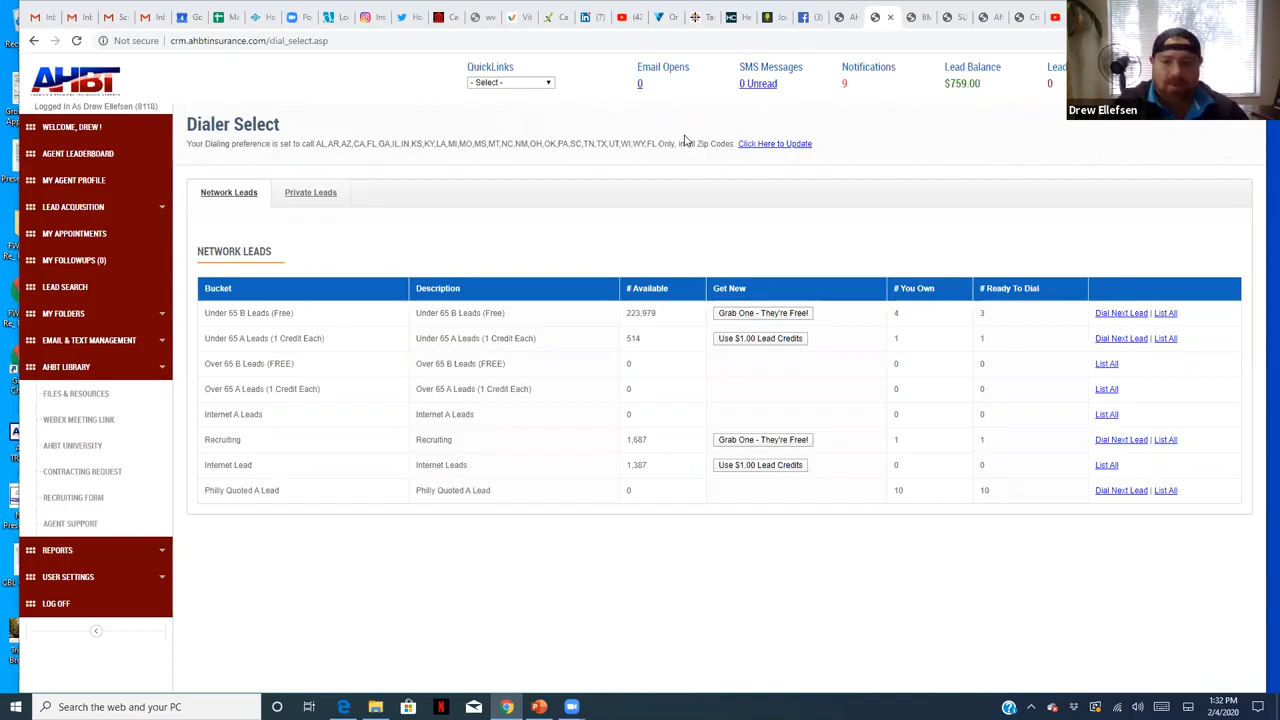 Not secure
crm.ahbtinsurance.com/dial_select.asp
AHBT
Logged In As Drew Ellefsen (8118)
QuickLinks
- Select -
Email Opens
0
SMS Messages
0 Unread
Notifications
9
Lead Balance
$759.00
Lead
0
Drew Ellefsen
WELCOME, DREW !
AGENT LEADERBOARD
MY AGENT PROFILE
LEAD ACQUISITION
MY APPOINTMENTS
MY FOLLOWUPS (0)
LEAD SEARCH
MY FOLDERS
EMAIL & TEXT MANAGEMENT
AHBT LIBRARY
FILES & RESOURCES
WEBEX MEETING LINK
AHBT UNIVERSITY
CONTRACTING REQUEST
RECRUITING FORM
AGENT SUPPORT
REPORTS
USER SETTINGS
LOG OFF
Dialer Select
Your Dialing preference is set to call AL,AR,AZ,CA,FL,GA,IL,IN,KS,KY,LA,MI,MO,MS,MT,NC,NM,OH,OK,PA,SC,TN,TX,UT,WI,WY,FL Only, in all Zip Codes. Click Here to Update
Network Leads Private Leads
NETWORK LEADS
Bucket Description # Available Get New # You Own # Ready To Dial
Under 65 B Leads (Free) Under 65 B Leads (Free) 223,979 Grab One - They're Free! 4 3 Dial Next Lead | List All
Under 65 A Leads (1 Credit Each) Under 65 A Leads (1 Credit Each) 514 Use $1.00 Lead Credits 1 1 Dial Next Lead | List All
Over 65 B Leads (FREE) Over 65 B Leads (FREE) 0 0 0 List All
Over 65 A Leads (1 Credit Each) Over 65 A Leads (1 Credit Each) 0 0 0 List All
Internet A Leads Internet A Leads 0 0 0 List All
Recruiting Recruiting 1,687 Grab One - They're Free! 1 1 Dial Next Lead | List All
Internet Lead Internet Leads 1,387 Use $1.00 Lead Credits 0 0 List All
Philly Quoted A Lead Philly Quoted A Lead 0 10 10 Dial Next Lead | List All
Search the web and your PC
1:32 PM
2/4/2020